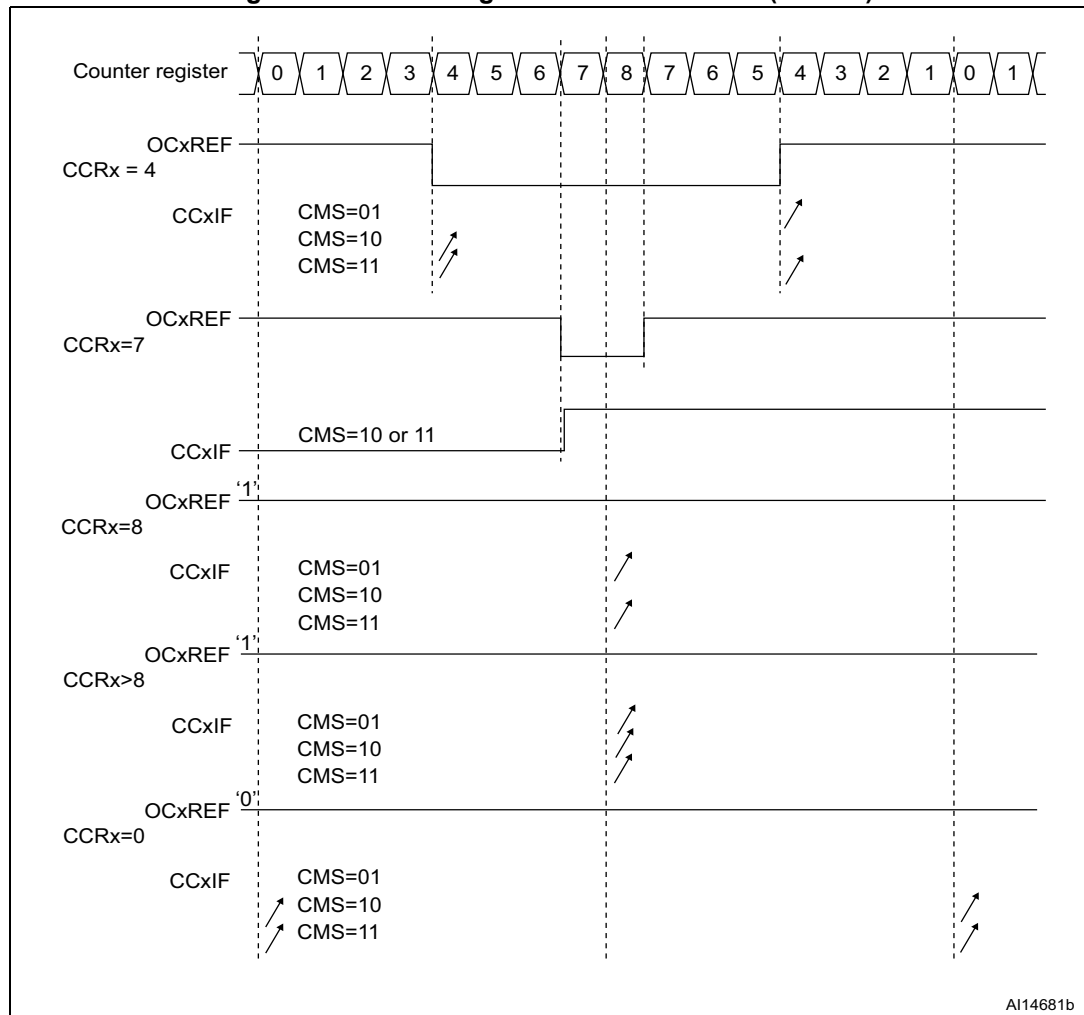 Counter register 0 1 2 3 4 5 6 7 8 7 6 5 4 3 2 1 0 1
OCxREF
CCRx = 4
CCxIF
CMS=01
CMS=10
CMS=11
OCxREF
CCRx=7
CMS=10 or 11
CCxIF
OCxREF '1'
CCRx=8
CCxIF
CMS=01
CMS=10
CMS=11
OCxREF '1'
CCRx>8
CCxIF
CMS=01
CMS=10
CMS=11
OCxREF '0'
CCRx=0
CCxIF
CMS=01
CMS=10
CMS=11
AI14681b